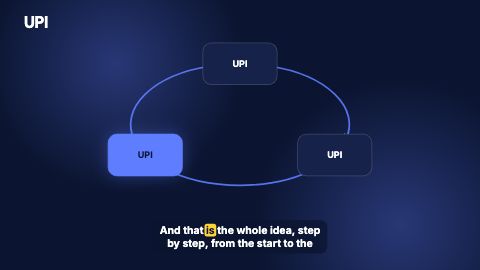 UPI
UPI
UPI
UPI
And that is the whole idea, step
by step, from the start to the